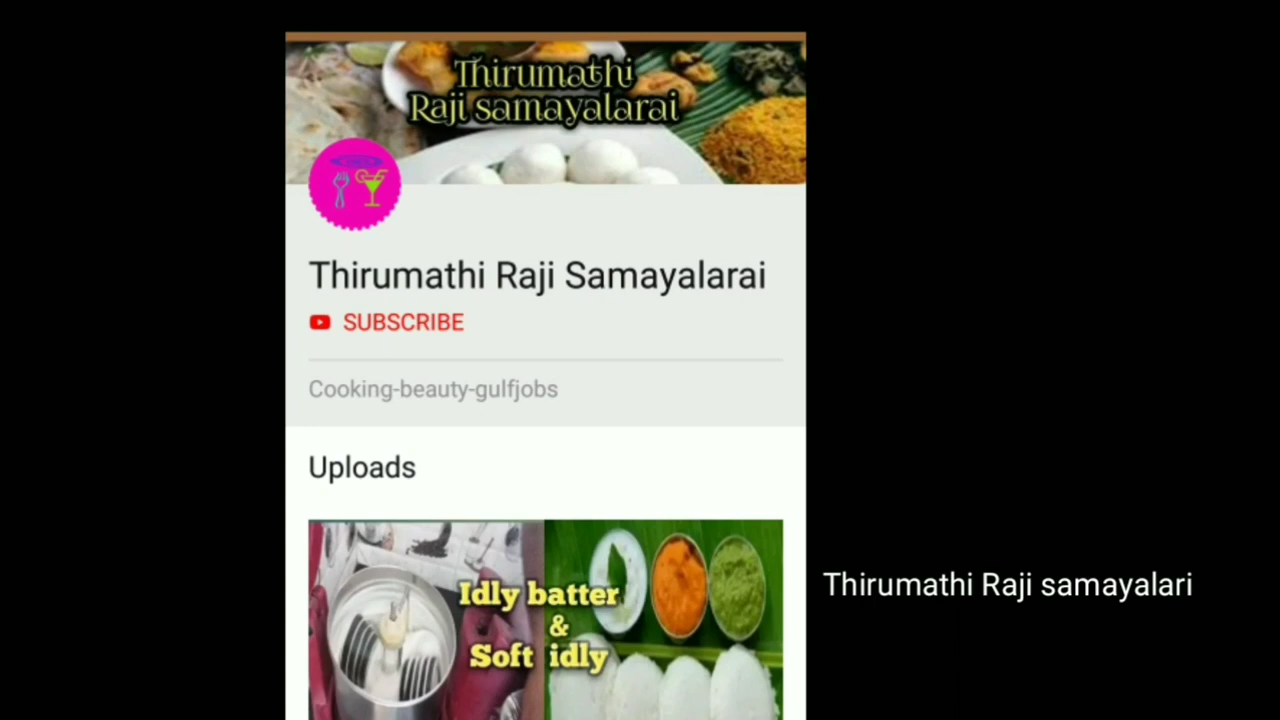 Thirumathi
Raji samayalarai
Thirumathi Raji Samayalarai
SUBSCRIBE
Cooking-beauty-gulfjobs
Uploads
Idly batter
&
Soft idly
Thirumathi Raji samayalari